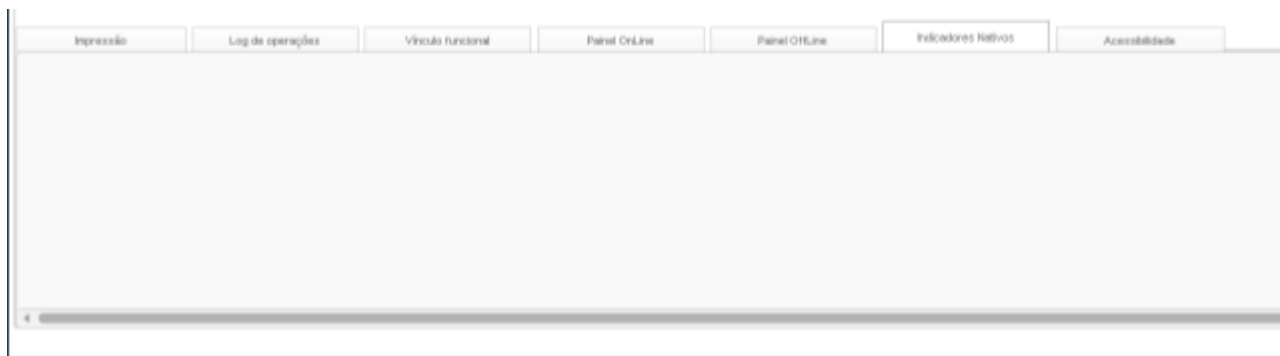 Impressão
Log de operações
Vínculo funcional
Painel OnLine
Painel OffLine
Indicadores Nativos
Acessibilidade